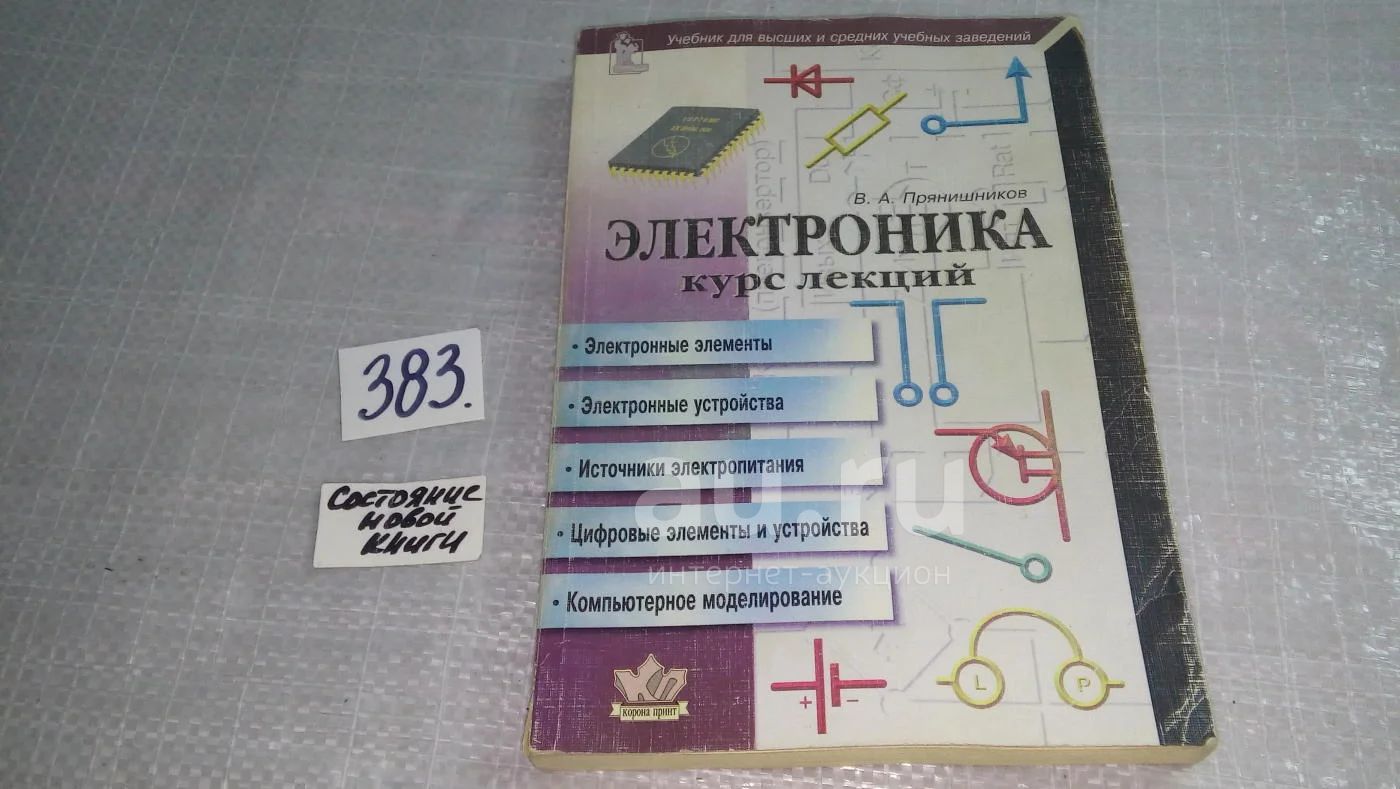 Учебник для высших и средних учебных заведений
В. А. Прянишников
ЭЛЕКТРОНИКА
курс лекций
• Электронные элементы
• Электронные устройства
• Источники электропитания
• Цифровые элементы и устройства
• Компьютерное моделирование
L P
+ −
КП
корона принт
383.
Состояние
новой
книги
au.ru
интернет-аукцион